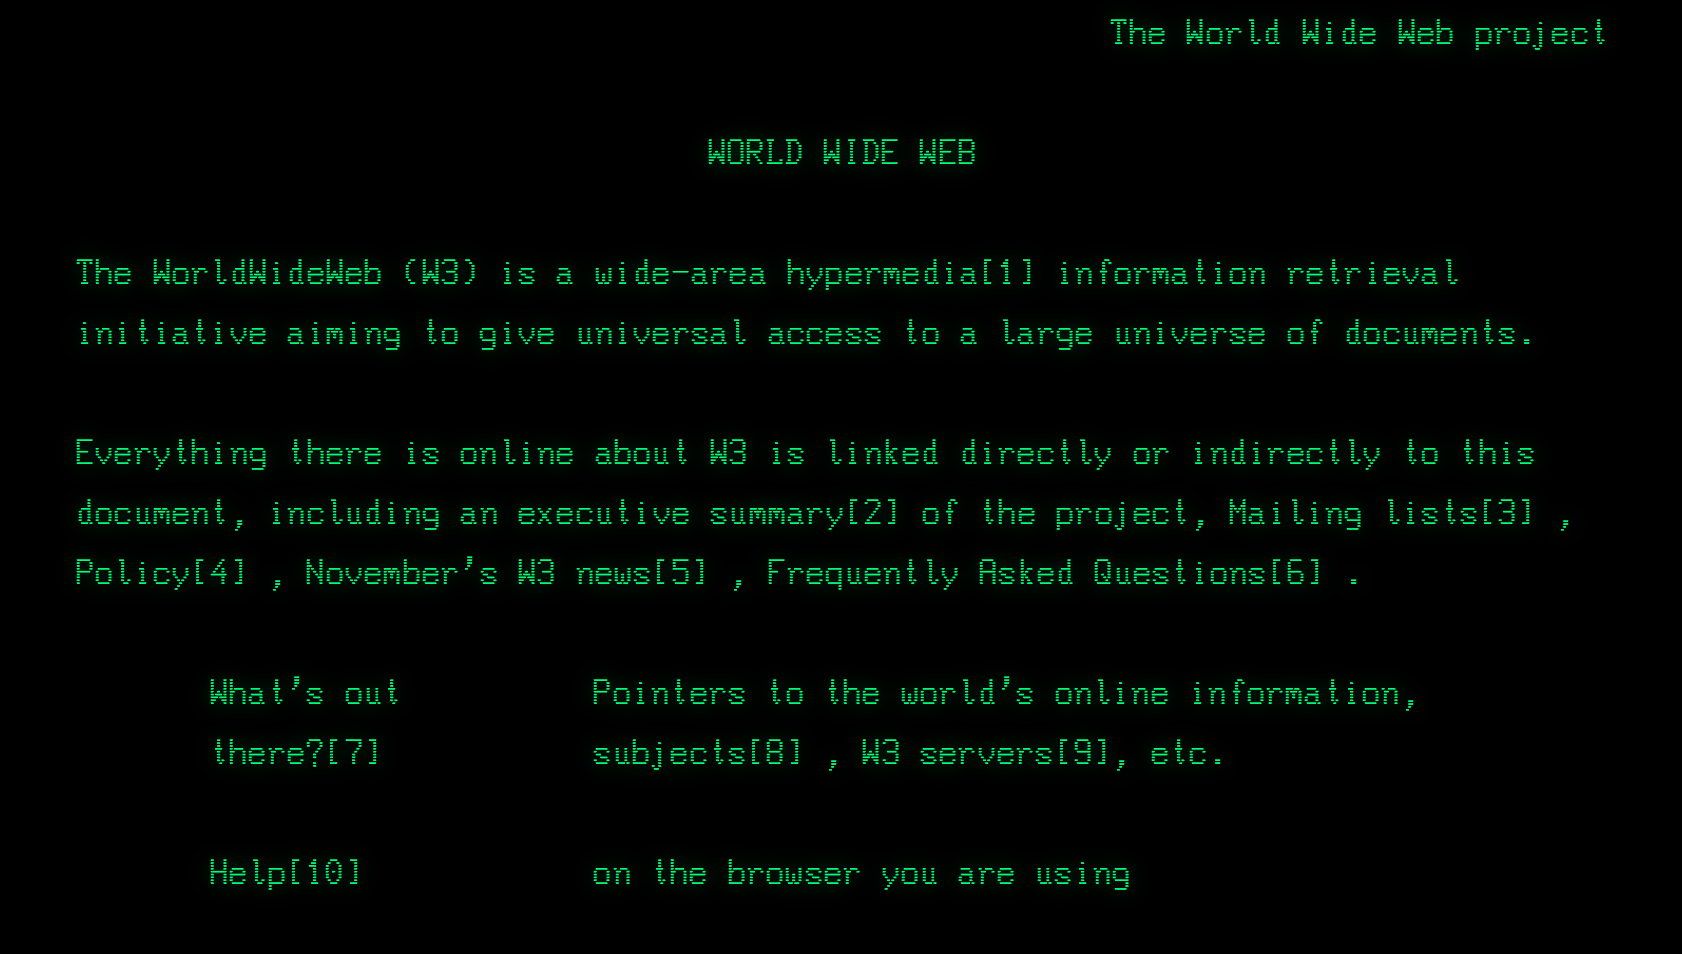 The World Wide Web project
WORLD WIDE WEB
The WorldWideWeb (W3) is a wide-area hypermedia[1] information retrieval
initiative aiming to give universal access to a large universe of documents.
Everything there is online about W3 is linked directly or indirectly to this
document, including an executive summary[2] of the project, Mailing lists[3] ,
Policy[4] , November's W3 news[5] , Frequently Asked Questions[6] .
What's out Pointers to the world's online information,
there?[7] subjects[8] , W3 servers[9], etc.
Help[10] on the browser you are using